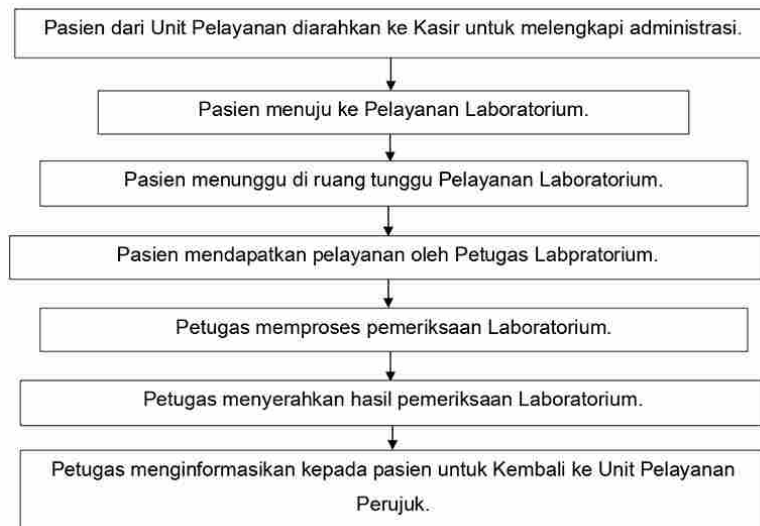 Pasien dari Unit Pelayanan diarahkan ke Kasir untuk melengkapi administrasi.
Pasien menuju ke Pelayanan Laboratorium.
Pasien menunggu di ruang tunggu Pelayanan Laboratorium.
Pasien mendapatkan pelayanan oleh Petugas Labpratorium.
Petugas memproses pemeriksaan Laboratorium.
Petugas menyerahkan hasil pemeriksaan Laboratorium.
Petugas menginformasikan kepada pasien untuk Kembali ke Unit Pelayanan
Perujuk.